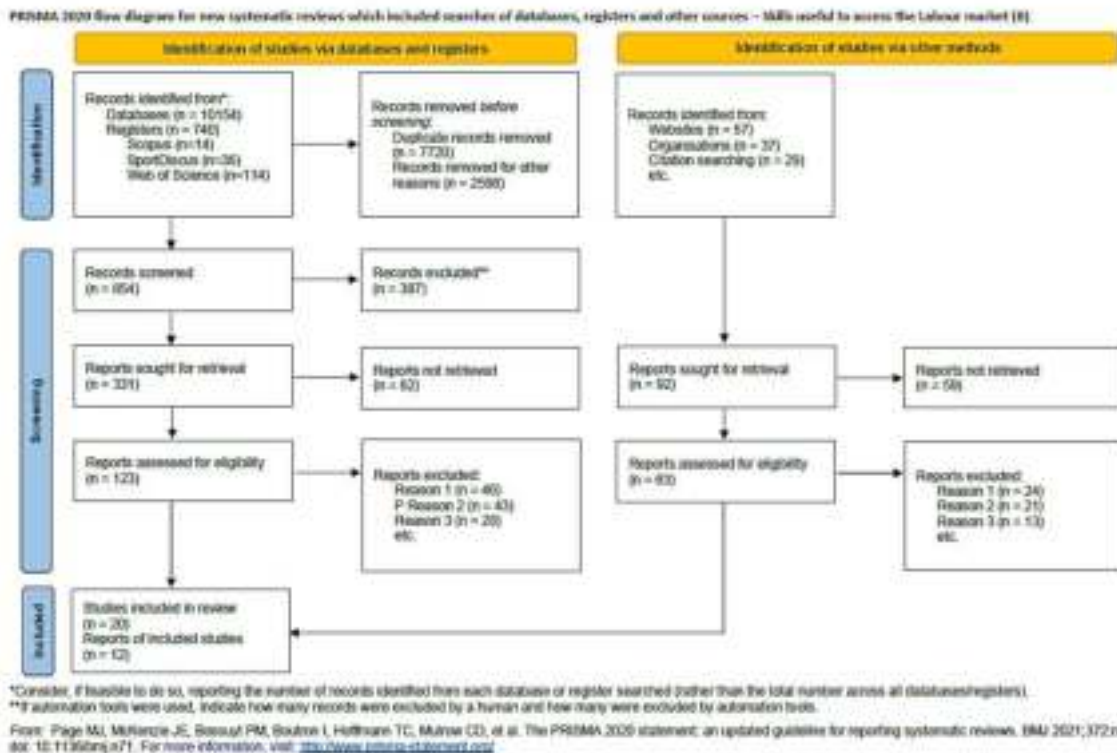 PRISMA 2020 flow diagram for new systematic reviews which included searches of databases, registers and other sources – Skills useful to access the Labour market (B)
Identification of studies via databases and registers
Identification of studies via other methods
Identification
Records identified from*:
Databases (n = 10154)
Registers (n = 740)
Scopus (n=14)
SportDiscus (n=36)
Web of Science (n=114)
Records removed before
screening:
Duplicate records removed
(n = 7720)
Records removed for other
reasons (n = 2598)
Records identified from:
Websites (n = 57)
Organisations (n = 37)
Citation searching (n = 29)
etc.
Screening
Records screened
(n = 654)
Records excluded**
(n = 387)
Reports sought for retrieval
(n = 331)
Reports not retrieved
(n = 62)
Reports sought for retrieval
(n = 92)
Reports not retrieved
(n = 59)
Reports assessed for eligibility
(n = 123)
Reports excluded:
Reason 1 (n = 46)
P Reason 2 (n = 43)
Reason 3 (n = 28)
etc.
Reports assessed for eligibility
(n = 63)
Reports excluded:
Reason 1 (n = 24)
Reason 2 (n = 21)
Reason 3 (n = 13)
etc.
Included
Studies included in review
(n = 20)
Reports of included studies
(n = 12)
*Consider, if feasible to do so, reporting the number of records identified from each database or register searched (rather than the total number across all databases/registers).
**If automation tools were used, indicate how many records were excluded by a human and how many were excluded by automation tools.
From: Page MJ, McKenzie JE, Bossuyt PM, Boutron I, Hoffmann TC, Mulrow CD, et al. The PRISMA 2020 statement: an updated guideline for reporting systematic reviews. BMJ 2021;372:
doi: 10.1136/bmj.n71. For more information, visit: http://www.prisma-statement.org/